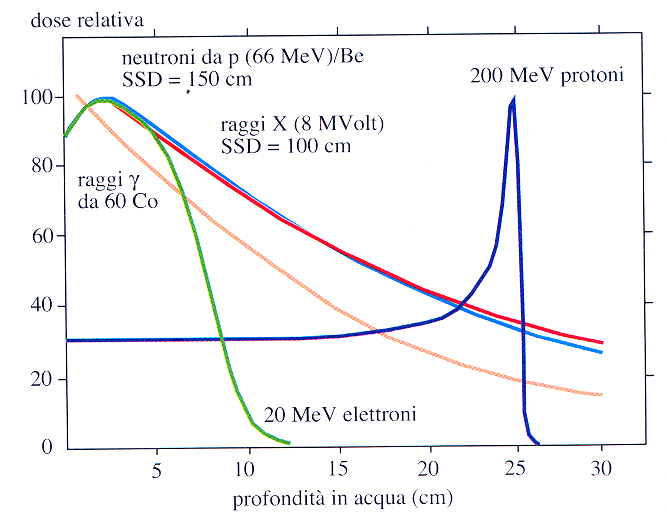 dose relativa
neutroni da p (66 MeV)/Be
SSD = 150 cm
200 MeV protoni
raggi X (8 MVolt)
SSD = 100 cm
raggi γ
da 60 Co
20 MeV elettroni
100
80
60
40
20
0
5
10
15
20
25
30
profondità in acqua (cm)